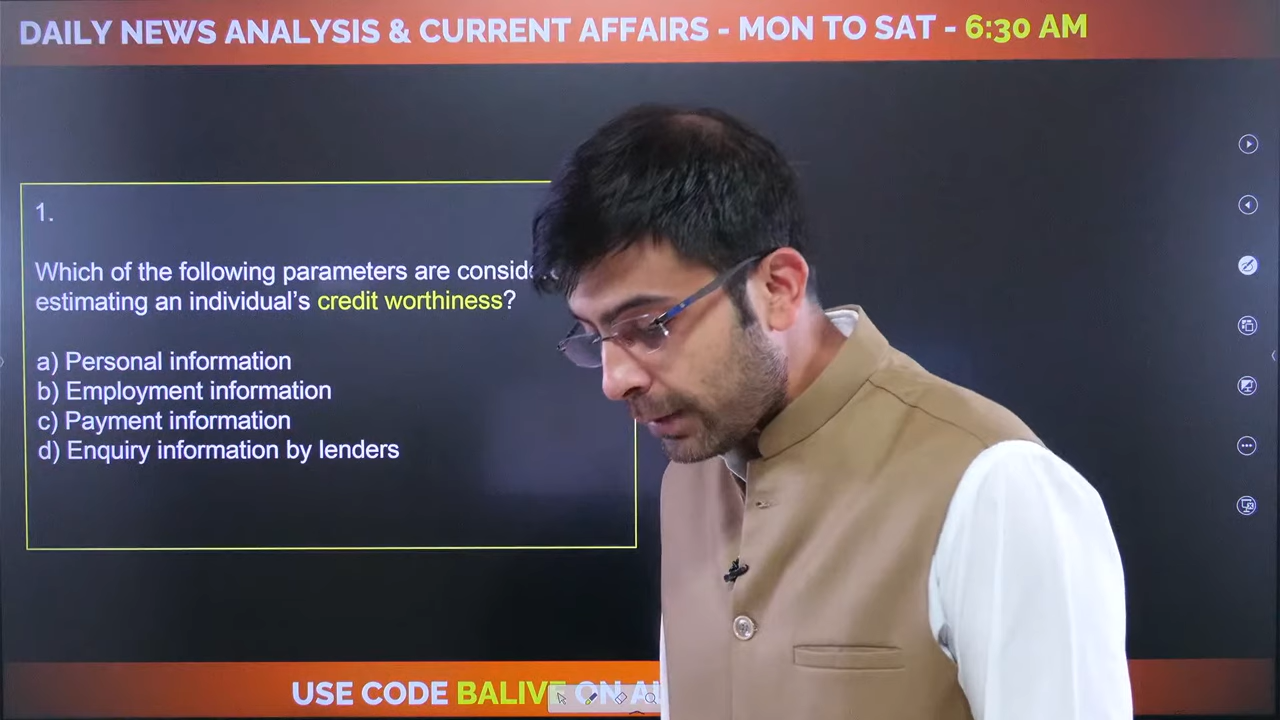 DAILY NEWS ANALYSIS & CURRENT AFFAIRS - MON TO SAT - 6:30 AM
1.
Which of the following parameters are
estimating an individual's credit worthiness?
a) Personal information
b) Employment information
c) Payment information
d) Enquiry information by lenders
USE CODE BALIVE ON